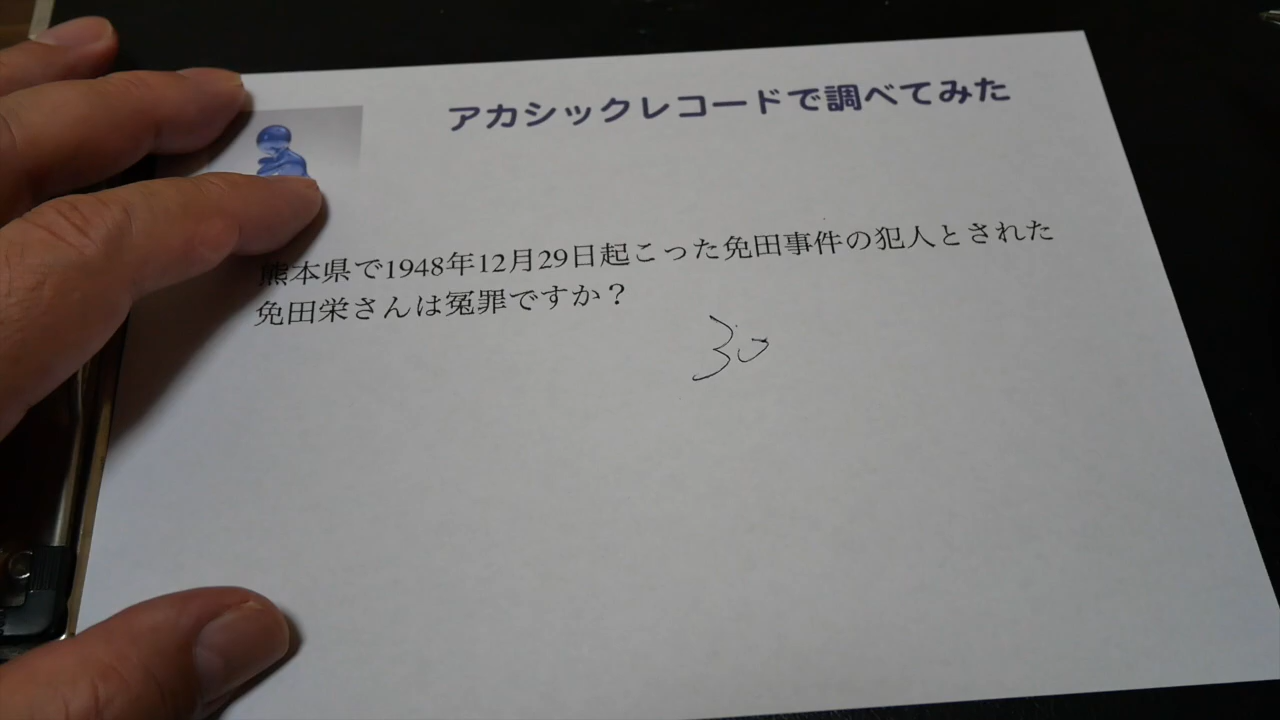 アカシックレコードで調べてみた
熊本県で1948年12月29日起こった免田事件の犯人とされた
免田栄さんは冤罪ですか？
30